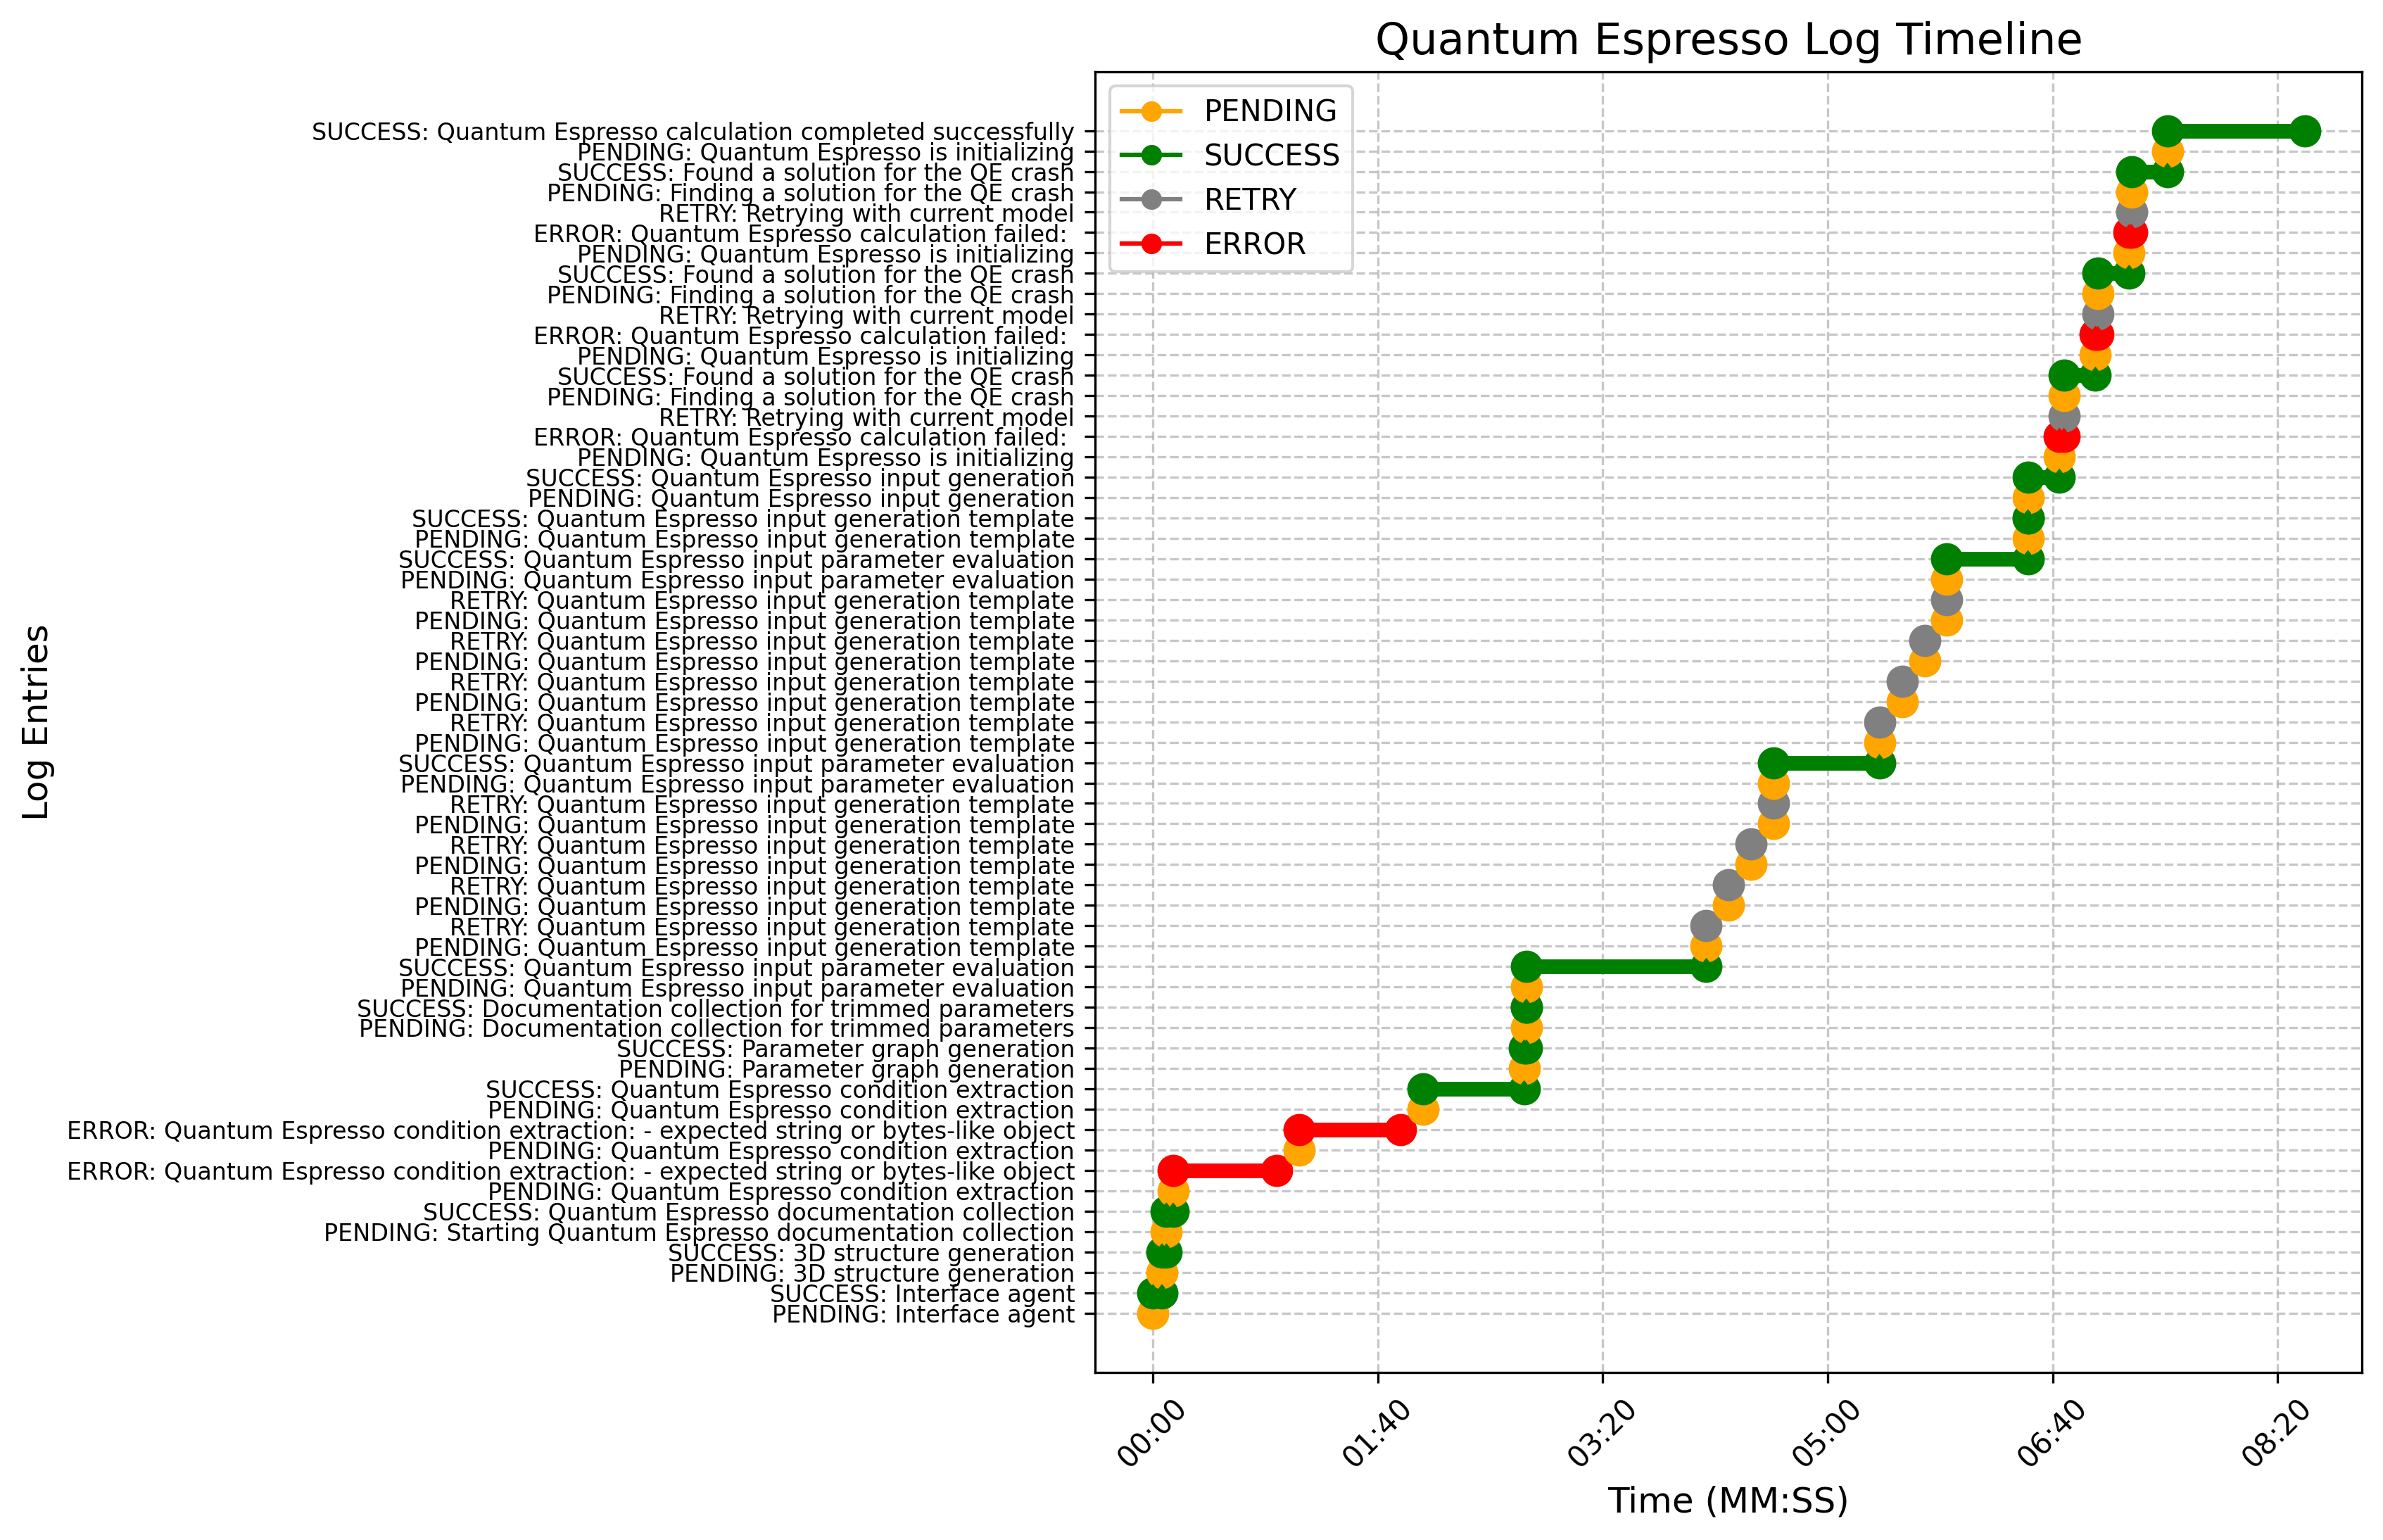 Quantum Espresso Log Timeline
PENDING
SUCCESS
RETRY
ERROR
SUCCESS: Quantum Espresso calculation completed successfully
PENDING: Quantum Espresso is initializing
SUCCESS: Found a solution for the QE crash
PENDING: Finding a solution for the QE crash
RETRY: Retrying with current model
ERROR: Quantum Espresso calculation failed:
PENDING: Quantum Espresso is initializing
SUCCESS: Found a solution for the QE crash
PENDING: Finding a solution for the QE crash
RETRY: Retrying with current model
ERROR: Quantum Espresso calculation failed:
PENDING: Quantum Espresso is initializing
SUCCESS: Found a solution for the QE crash
PENDING: Finding a solution for the QE crash
RETRY: Retrying with current model
ERROR: Quantum Espresso calculation failed:
PENDING: Quantum Espresso is initializing
SUCCESS: Quantum Espresso input generation
PENDING: Quantum Espresso input generation
SUCCESS: Quantum Espresso input generation template
PENDING: Quantum Espresso input generation template
SUCCESS: Quantum Espresso input parameter evaluation
PENDING: Quantum Espresso input parameter evaluation
RETRY: Quantum Espresso input generation template
PENDING: Quantum Espresso input generation template
RETRY: Quantum Espresso input generation template
PENDING: Quantum Espresso input generation template
RETRY: Quantum Espresso input generation template
PENDING: Quantum Espresso input generation template
RETRY: Quantum Espresso input generation template
PENDING: Quantum Espresso input generation template
SUCCESS: Quantum Espresso input parameter evaluation
PENDING: Quantum Espresso input parameter evaluation
RETRY: Quantum Espresso input generation template
PENDING: Quantum Espresso input generation template
RETRY: Quantum Espresso input generation template
PENDING: Quantum Espresso input generation template
RETRY: Quantum Espresso input generation template
PENDING: Quantum Espresso input generation template
RETRY: Quantum Espresso input generation template
PENDING: Quantum Espresso input generation template
SUCCESS: Quantum Espresso input parameter evaluation
PENDING: Quantum Espresso input parameter evaluation
SUCCESS: Documentation collection for trimmed parameters
PENDING: Documentation collection for trimmed parameters
SUCCESS: Parameter graph generation
PENDING: Parameter graph generation
SUCCESS: Quantum Espresso condition extraction
PENDING: Quantum Espresso condition extraction
ERROR: Quantum Espresso condition extraction: - expected string or bytes-like object
PENDING: Quantum Espresso condition extraction
ERROR: Quantum Espresso condition extraction: - expected string or bytes-like object
PENDING: Quantum Espresso condition extraction
SUCCESS: Quantum Espresso documentation collection
PENDING: Starting Quantum Espresso documentation collection
SUCCESS: 3D structure generation
PENDING: 3D structure generation
SUCCESS: Interface agent
PENDING: Interface agent
Log Entries
00:00
01:40
03:20
05:00
06:40
08:20
Time (MM:SS)